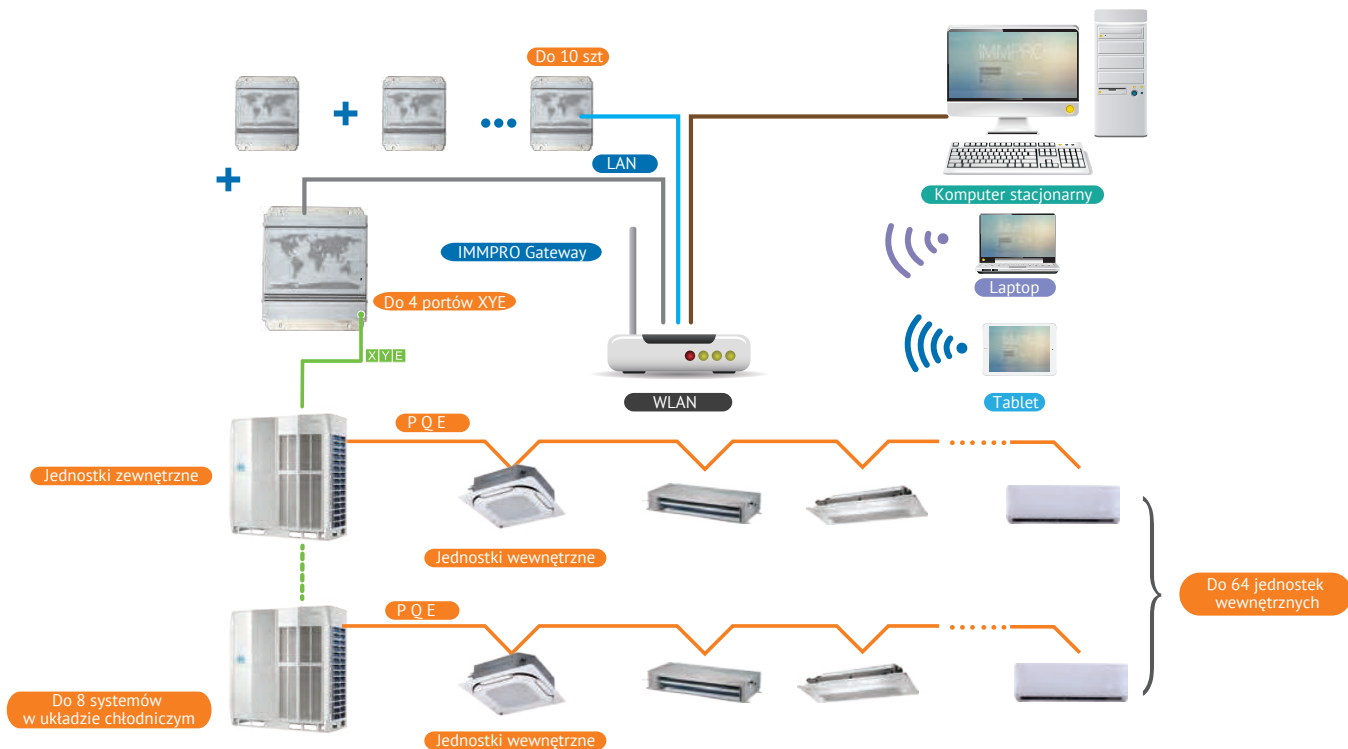 Do 10 szt
IMMPRO
LAN
Komputer stacjonarny
IMMPRO Gateway
Do 4 portów XYE
Laptop
X Y E
WLAN
Tablet
P Q E
Jednostki zewnętrzne
Jednostki wewnętrzne
Do 64 jednostek
wewnętrznych
P Q E
Do 8 systemów
w układzie chłodniczym
Jednostki wewnętrzne